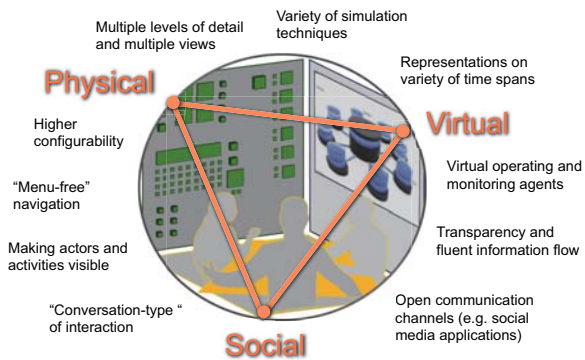 Multiple levels of detail
and multiple views
Variety of simulation
techniques
Physical
Representations on
variety of time spans
Virtual
Higher
configurability
"Menu-free"
navigation
Virtual operating and
monitoring agents
Making actors and
activities visible
Transparency and
fluent information flow
"Conversation-type "
of interaction
Open communication
channels (e.g. social
media applications)
Social